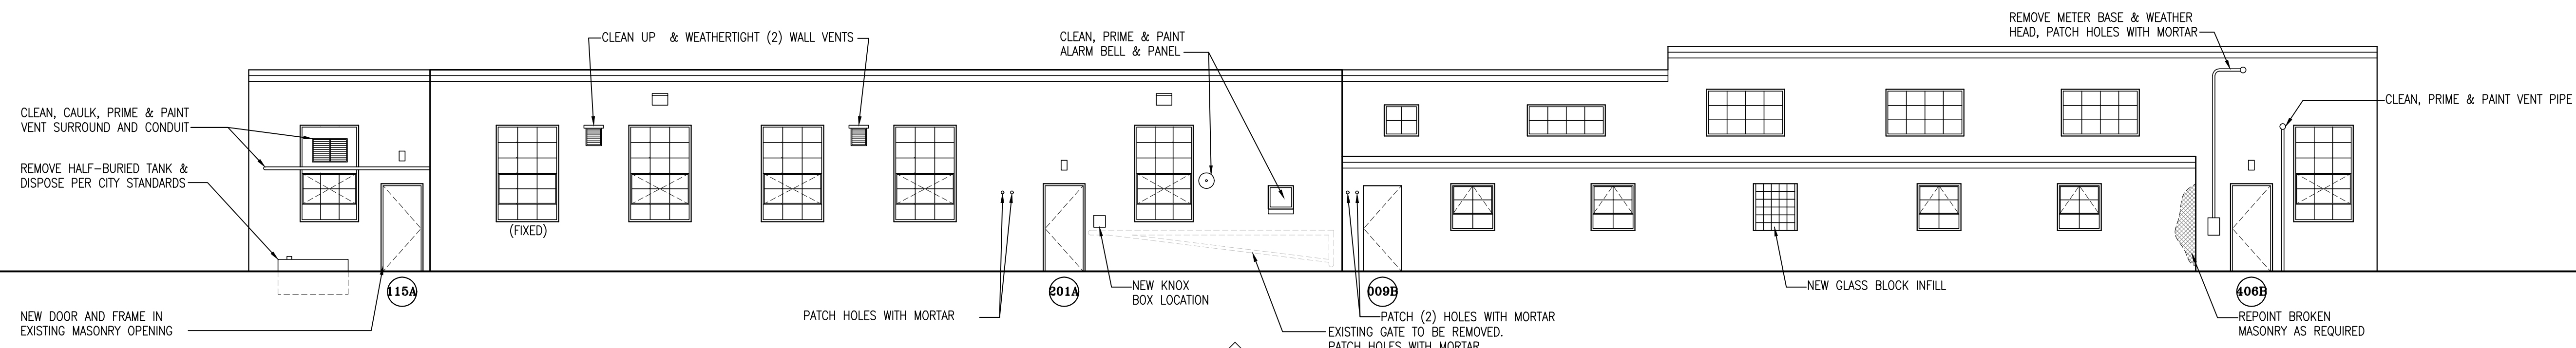 REMOVE METER BASE & WEATHER
HEAD, PATCH HOLES WITH MORTAR
CLEAN UP & WEATHERTIGHT (2) WALL VENTS
CLEAN, PRIME & PAINT
ALARM BELL & PANEL
CLEAN, PRIME & PAINT VENT PIPE
CLEAN, CAULK, PRIME & PAINT
VENT SURROUND AND CONDUIT
REMOVE HALF-BURIED TANK &
DISPOSE PER CITY STANDARDS
(FIXED)
115A
201A
009B
406B
NEW KNOX
BOX LOCATION
NEW GLASS BLOCK INFILL
NEW DOOR AND FRAME IN
EXISTING MASONRY OPENING
PATCH HOLES WITH MORTAR
PATCH (2) HOLES WITH MORTAR
EXISTING GATE TO BE REMOVED.
PATCH HOLES WITH MORTAR
REPOINT BROKEN
MASONRY AS REQUIRED